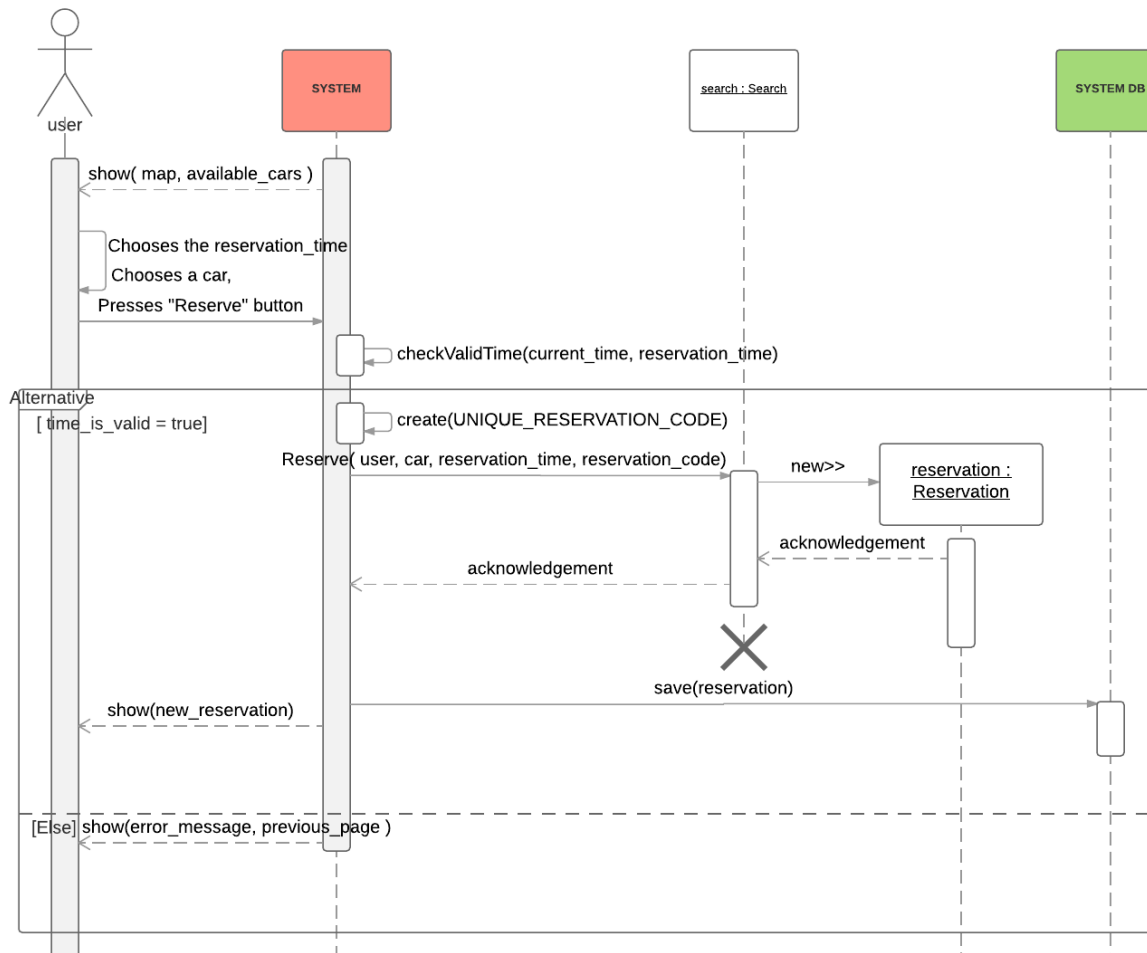 user
SYSTEM
search : Search
SYSTEM DB
show( map, available_cars )
Chooses the reservation_time
Chooses a car,
Presses "Reserve" button
checkValidTime(current_time, reservation_time)
Alternative
[ time_is_valid = true]
create(UNIQUE_RESERVATION_CODE)
Reserve( user, car, reservation_time, reservation_code)
new>>
reservation :
Reservation
acknowledgement
acknowledgement
save(reservation)
show(new_reservation)
[Else]
show(error_message, previous_page )